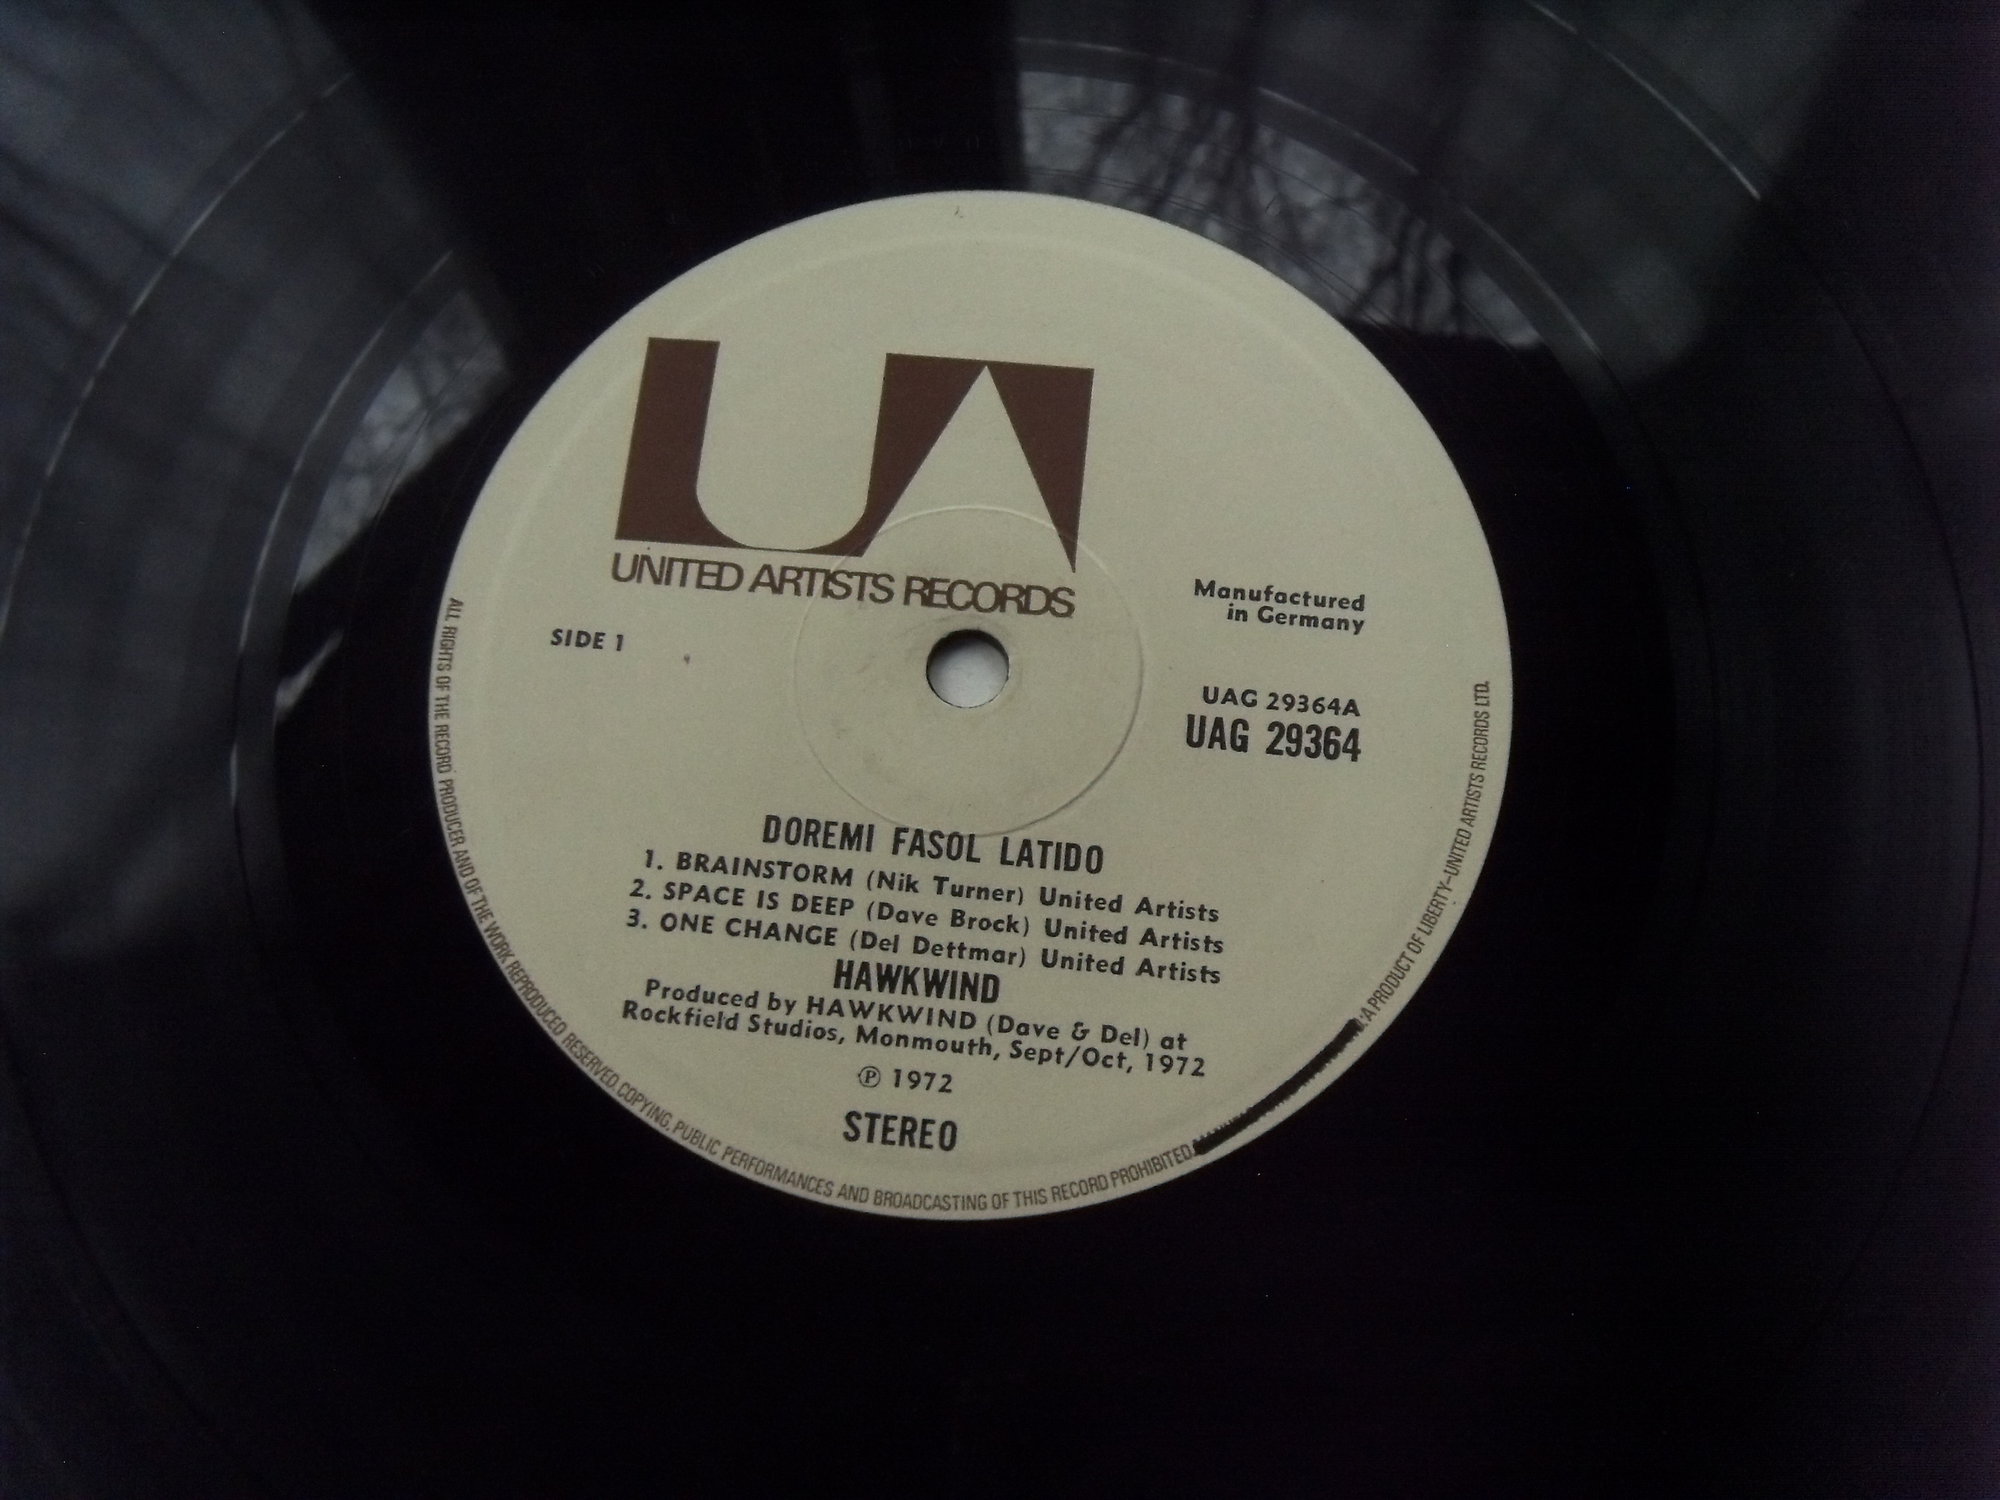 UA
UNITED ARTISTS RECORDS
Manufactured
in Germany
SIDE 1
UAG 29364A
UAG 29364
DOREMI FASOL LATIDO
1. BRAINSTORM (Nik Turner) United Artists
2. SPACE IS DEEP (Dave Brock) United Artists
3. ONE CHANGE (Del Dettmar) United Artists
HAWKWIND
Produced by HAWKWIND (Dave & Del) at
Rockfield Studios, Monmouth, Sept/Oct, 1972
℗ 1972
STEREO
ALL RIGHTS OF THE RECORD PRODUCER AND OF THE WORK REPRODUCED RESERVED. COPYING, PUBLIC PERFORMANCES AND BROADCASTING OF THIS RECORD PROHIBITED. A PRODUCT OF LIBERTY-UNITED ARTISTS RECORDS LTD.